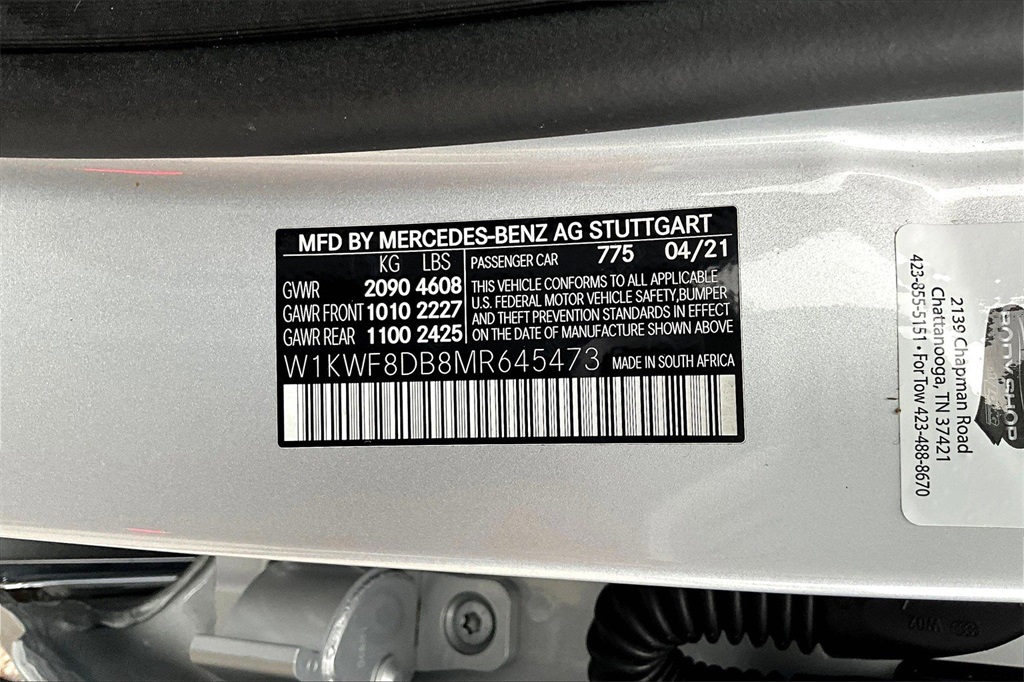 MFD BY MERCEDES-BENZ AG STUTTGART
KG LBS
GVWR 2090 4608
GAWR FRONT 1010 2227
GAWR REAR 1100 2425
PASSENGER CAR 775 04/21
THIS VEHICLE CONFORMS TO ALL APPLICABLE
U.S. FEDERAL MOTOR VEHICLE SAFETY,BUMPER
AND THEFT PREVENTION STANDARDS IN EFFECT
ON THE DATE OF MANUFACTURE SHOWN ABOVE
W1KWF8DB8MR645473 MADE IN SOUTH AFRICA
BODY SHOP
2139 Chapman Road
Chattanooga, TN 37421
423-855-5151 • For Tow 423-488-8670
W02